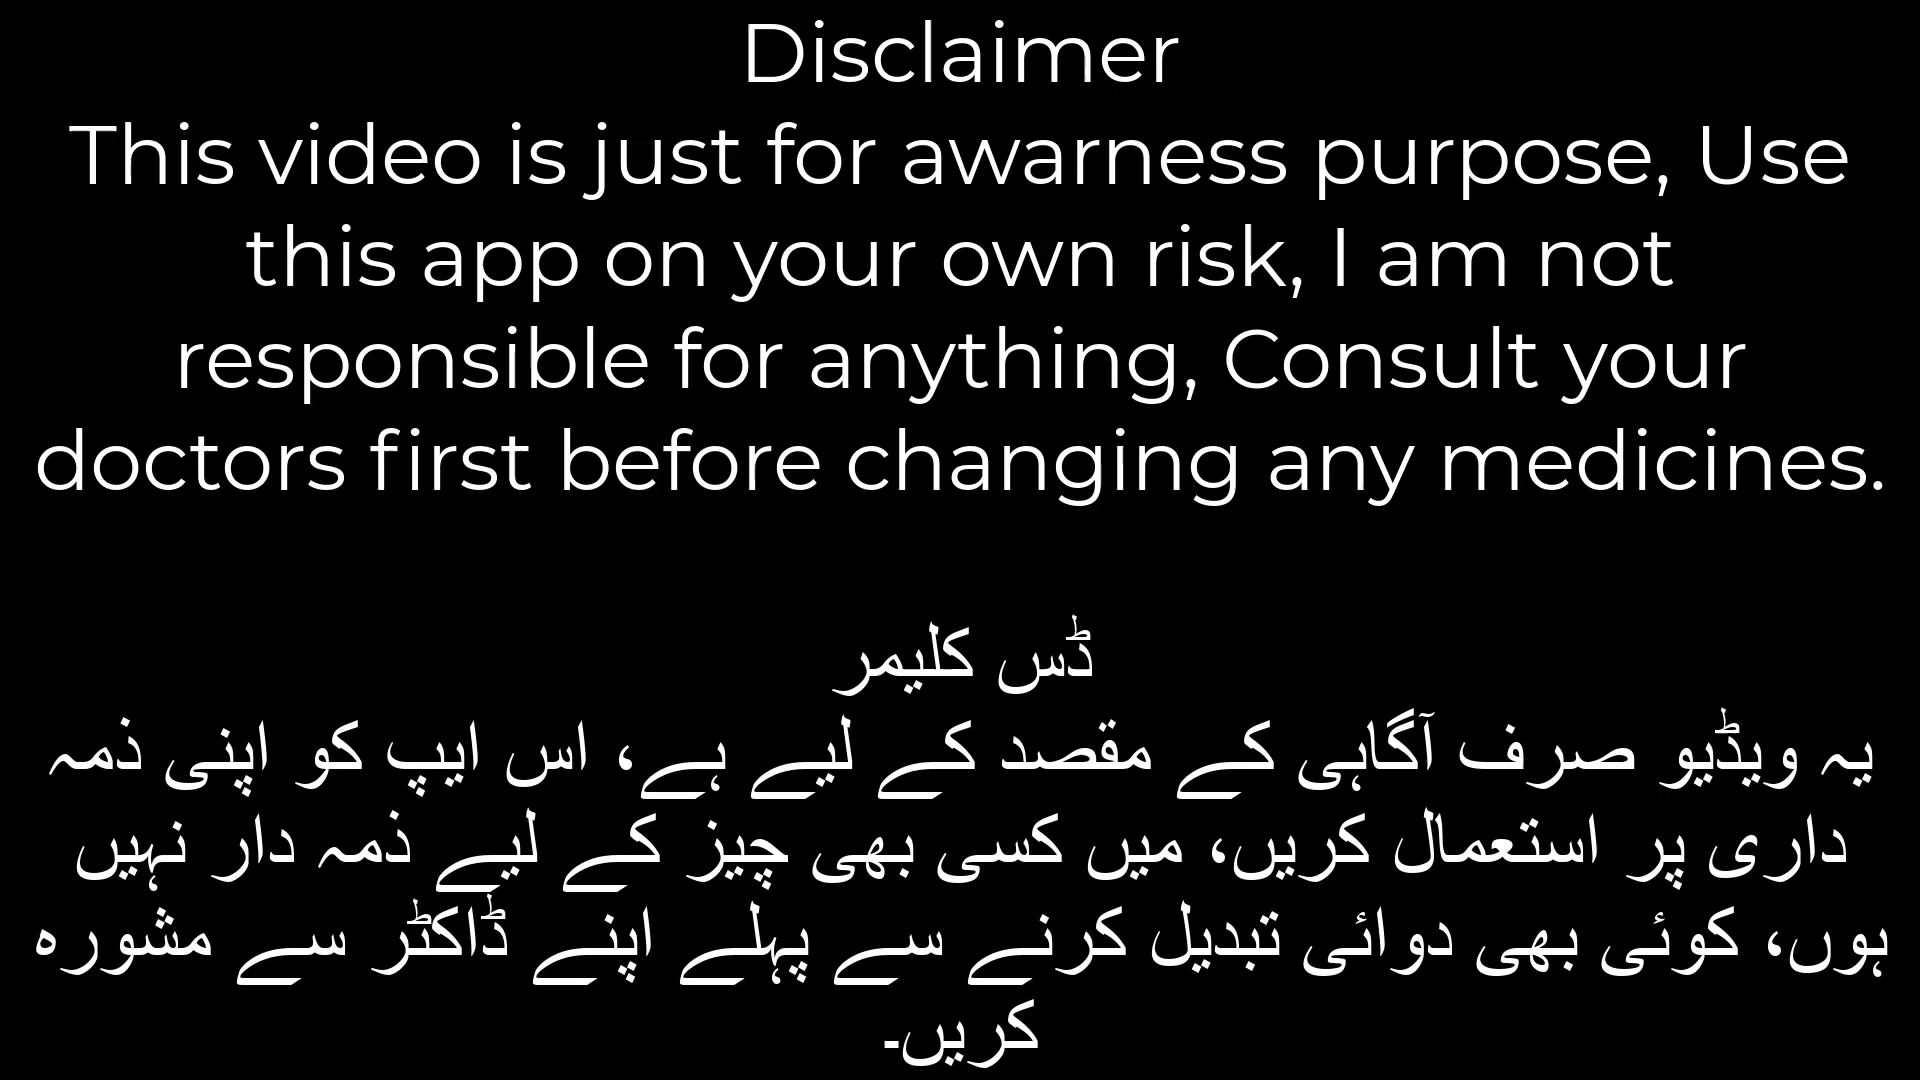 Disclaimer
This video is just for awarness purpose, Use
this app on your own risk, I am not
responsible for anything, Consult your
doctors first before changing any medicines.
ڈس کلیمر
یہ ویڈیو صرف آگاہی کے مقصد کے لیے ہے، اس ایپ کو اپنی ذمہ
داری پر استعمال کریں، میں کسی بھی چیز کے لیے ذمہ دار نہیں
ہوں، کوئی بھی دوائی تبدیل کرنے سے پہلے اپنے ڈاکٹر سے مشورہ
کریں۔